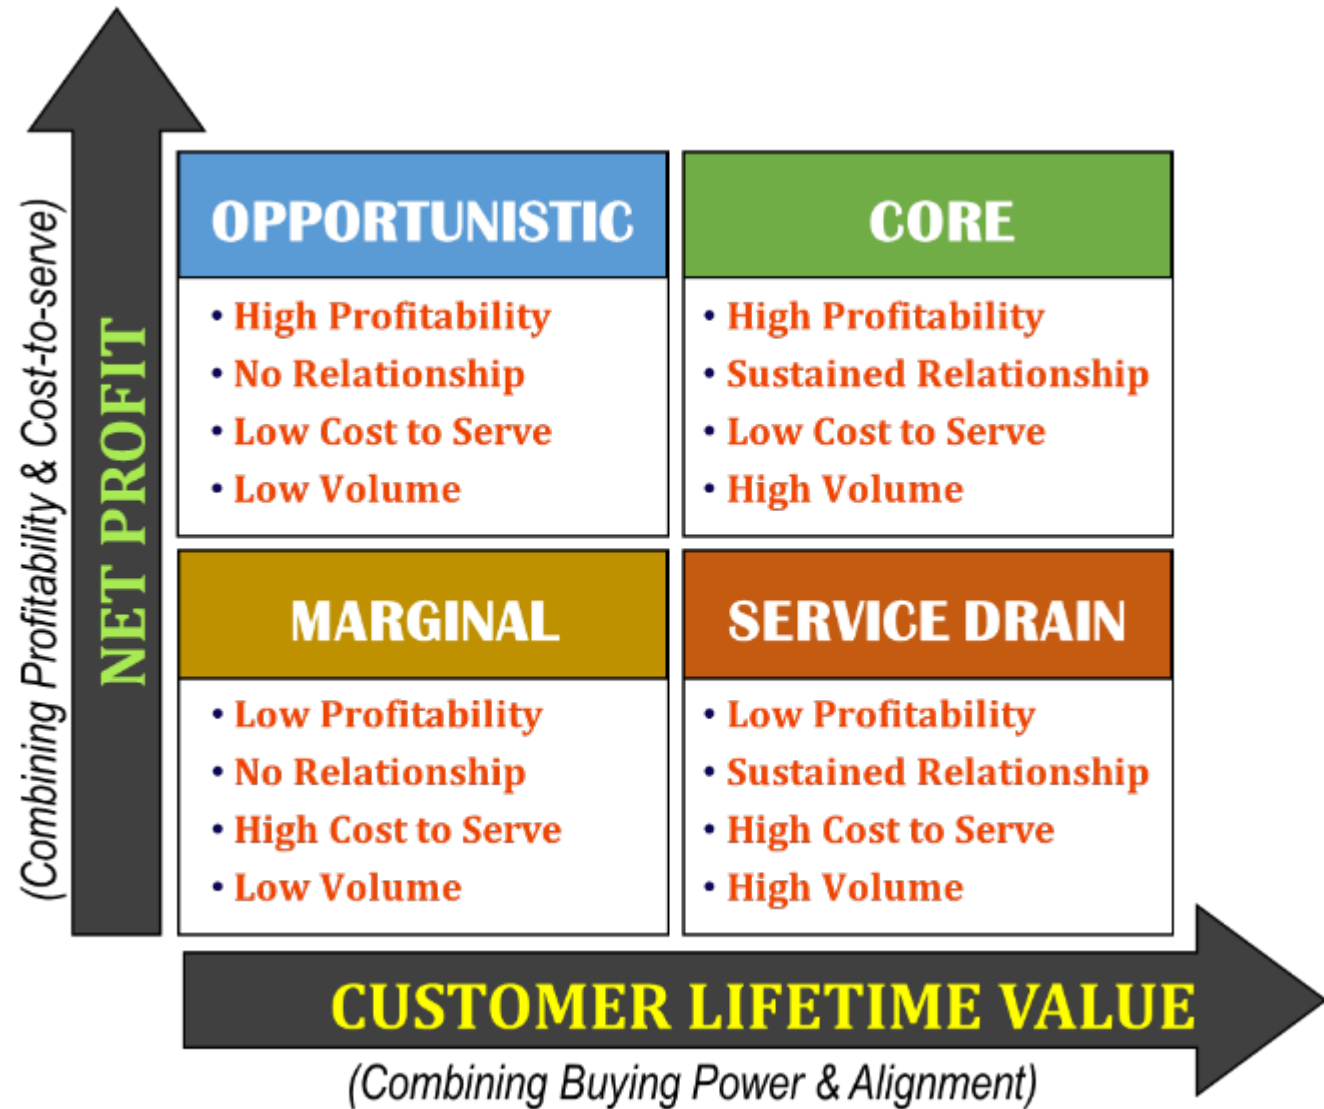 NET PROFIT
(Combining Profitability & Cost-to-serve)
OPPORTUNISTIC
• High Profitability
• No Relationship
• Low Cost to Serve
• Low Volume
CORE
• High Profitability
• Sustained Relationship
• Low Cost to Serve
• High Volume
MARGINAL
• Low Profitability
• No Relationship
• High Cost to Serve
• Low Volume
SERVICE DRAIN
• Low Profitability
• Sustained Relationship
• High Cost to Serve
• High Volume
CUSTOMER LIFETIME VALUE
(Combining Buying Power & Alignment)